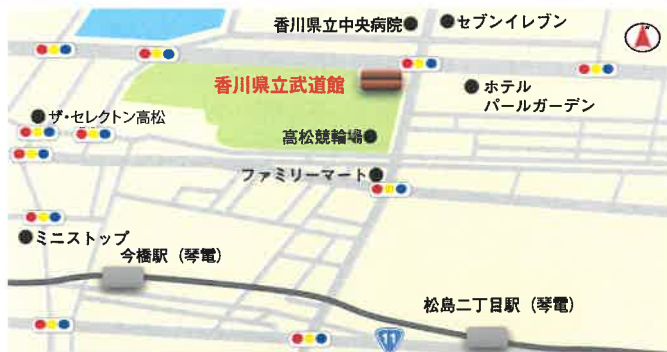 香川県立中央病院
セブンイレブン
香川県立武道館
ホテル
パールガーデン
ザ・セレクトン高松
高松競輪場
ファミリーマート
ミニストップ
今橋駅（琴電）
松島二丁目駅（琴電）
11